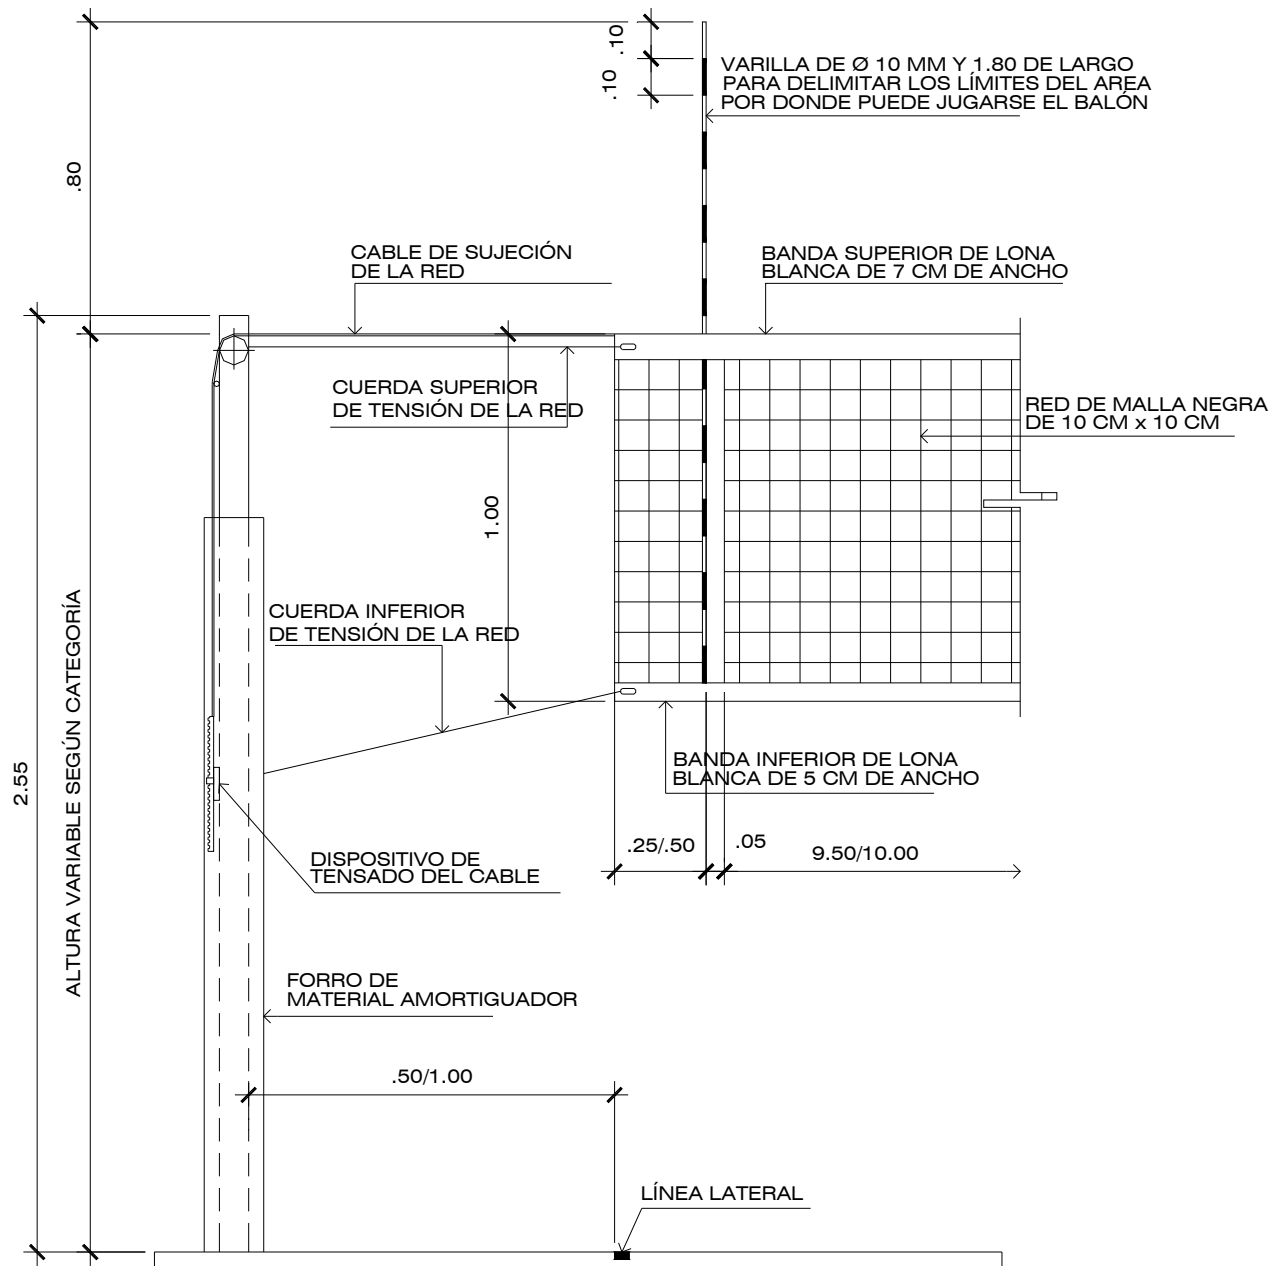 .10
.10
VARILLA DE Ø 10 MM Y 1.80 DE LARGO
PARA DELIMITAR LOS LÍMITES DEL AREA
POR DONDE PUEDE JUGARSE EL BALÓN
.80
CABLE DE SUJECIÓN
DE LA RED
BANDA SUPERIOR DE LONA
BLANCA DE 7 CM DE ANCHO
CUERDA SUPERIOR
DE TENSIÓN DE LA RED
RED DE MALLA NEGRA
DE 10 CM x 10 CM
1.00
CUERDA INFERIOR
DE TENSIÓN DE LA RED
ALTURA VARIABLE SEGÚN CATEGORÍA
2.55
BANDA INFERIOR DE LONA
BLANCA DE 5 CM DE ANCHO
.25/.50
.05
9.50/10.00
DISPOSITIVO DE
TENSADO DEL CABLE
FORRO DE
MATERIAL AMORTIGUADOR
.50/1.00
LÍNEA LATERAL